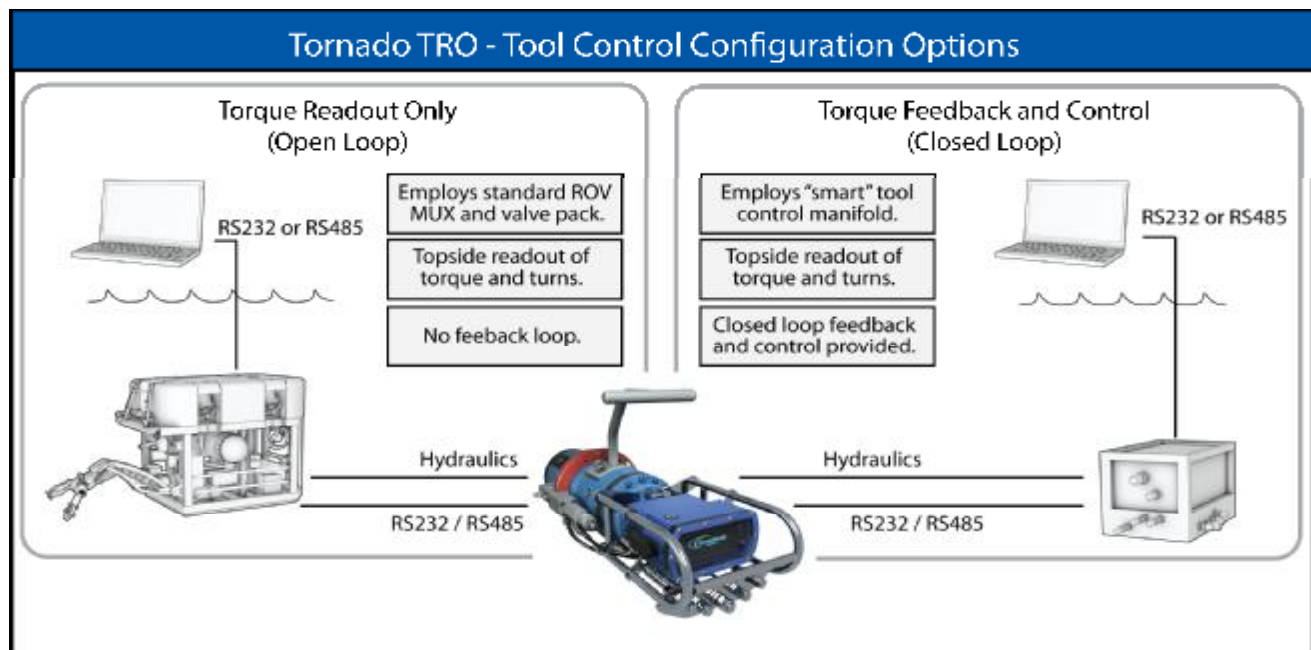 Tornado TRO - Tool Control Configuration Options
Torque Readout Only
(Open Loop)
RS232 or RS485
Employs standard ROV
MUX and valve pack.
Topside readout of
torque and turns.
No feeback loop.
Hydraulics
RS232 / RS485
Torque Feedback and Control
(Closed Loop)
Employs "smart" tool
control manifold.
Topside readout of
torque and turns.
Closed loop feedback
and control provided.
RS232 or RS485
Hydraulics
RS232 / RS485